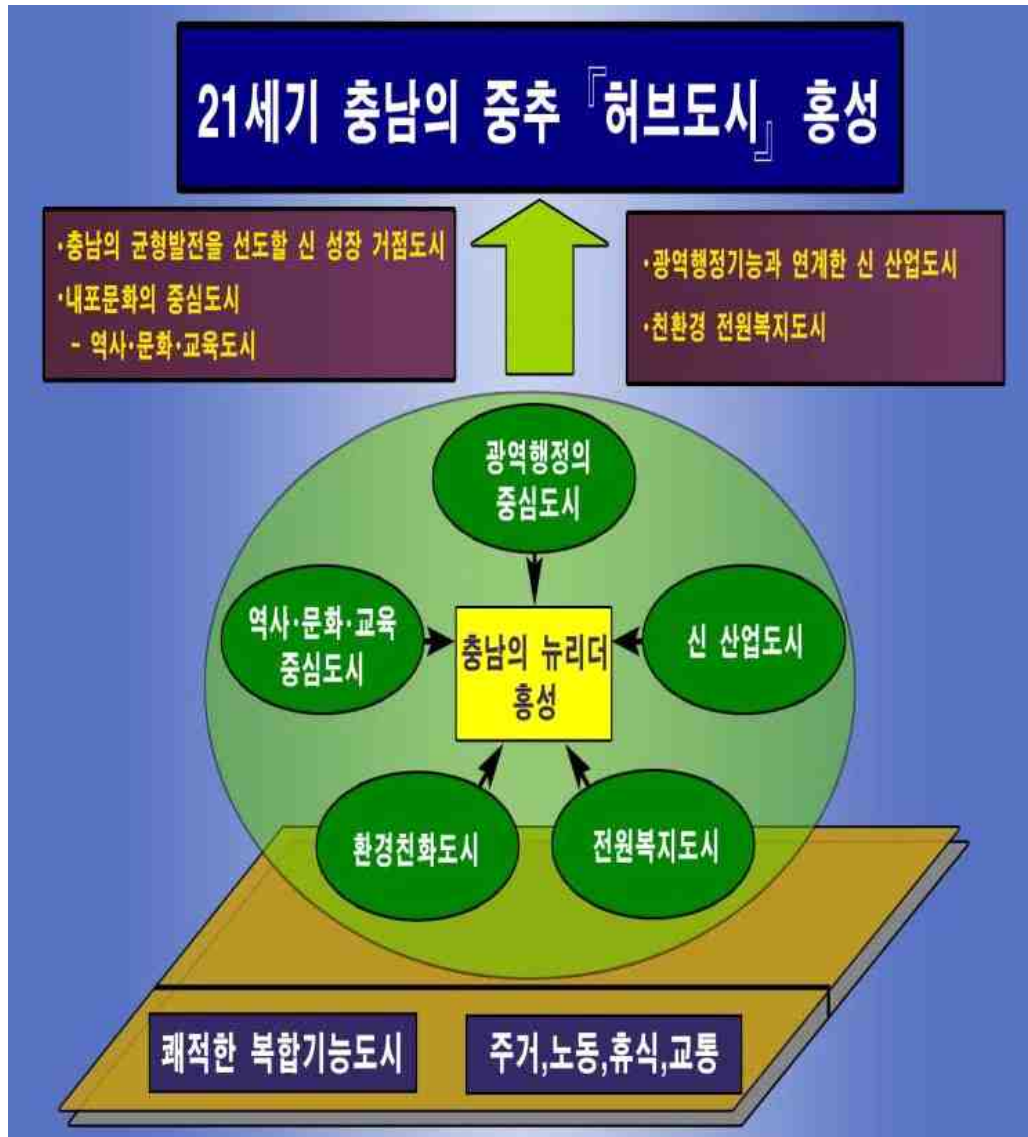 21세기 충남의 중추 『허브도시』 홍성
·충남의 균형발전을 선도할 신 성장 거점도시
·내포문화의 중심도시
- 역사·문화·교육도시
·광역행정기능과 연계한 신 산업도시
·친환경 전원복지도시
광역행정의
중심도시
역사·문화·교육
중심도시
충남의 뉴리더
홍성
신 산업도시
환경친화도시
전원복지도시
쾌적한 복합기능도시
주거,노동,휴식,교통